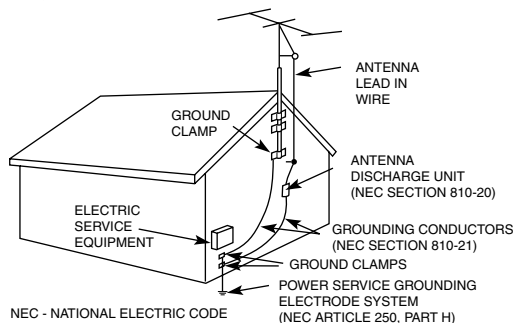 ANTENNA
LEAD IN
WIRE
GROUND
CLAMP
ANTENNA
DISCHARGE UNIT
(NEC SECTION 810-20)
ELECTRIC
SERVICE
EQUIPMENT
GROUNDING CONDUCTORS
(NEC SECTION 810-21)
GROUND CLAMPS
POWER SERVICE GROUNDING
ELECTRODE SYSTEM
(NEC ARTICLE 250, PART H)
NEC - NATIONAL ELECTRIC CODE